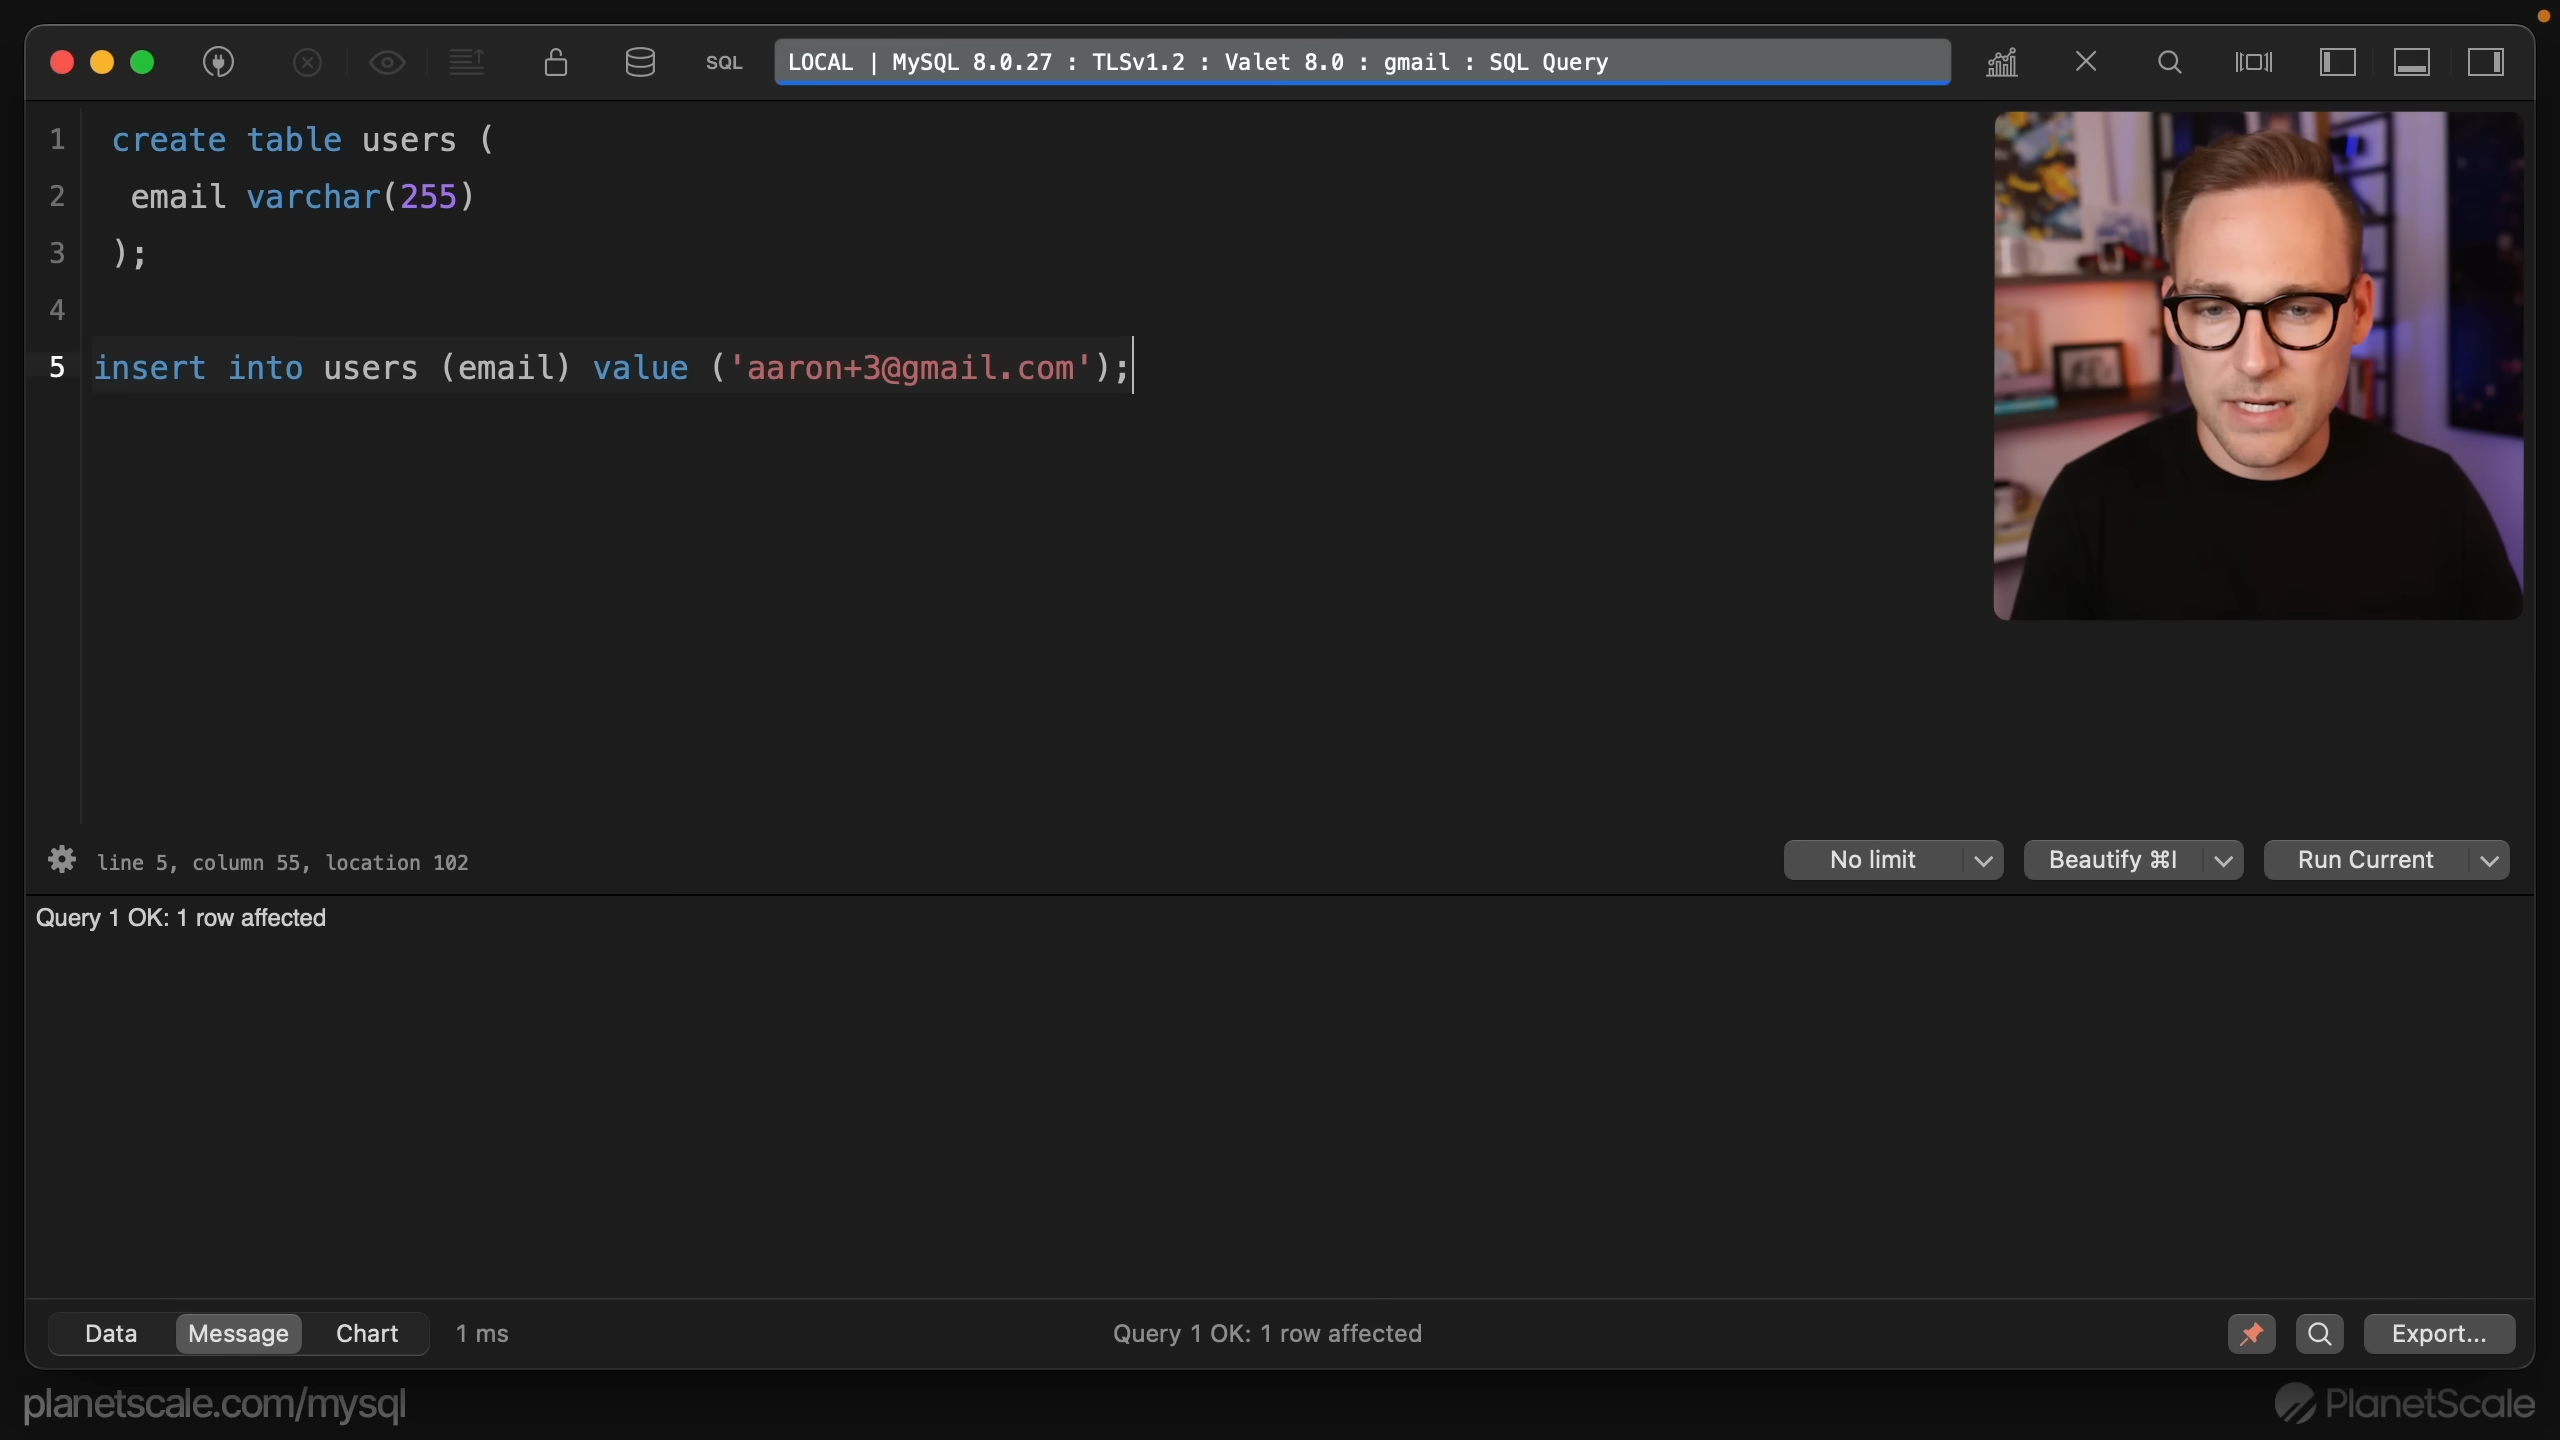 SQL
LOCAL | MySQL 8.0.27 : TLSv1.2 : Valet 8.0 : gmail : SQL Query
1 create table users (
2 email varchar(255)
3 );
4
5 insert into users (email) value ('aaron+3@gmail.com');
line 5, column 55, location 102
No limit
Beautify ⌘I
Run Current
Query 1 OK: 1 row affected
Data
Message
Chart
1 ms
Query 1 OK: 1 row affected
Export...
planetscale.com/mysql
PlanetScale